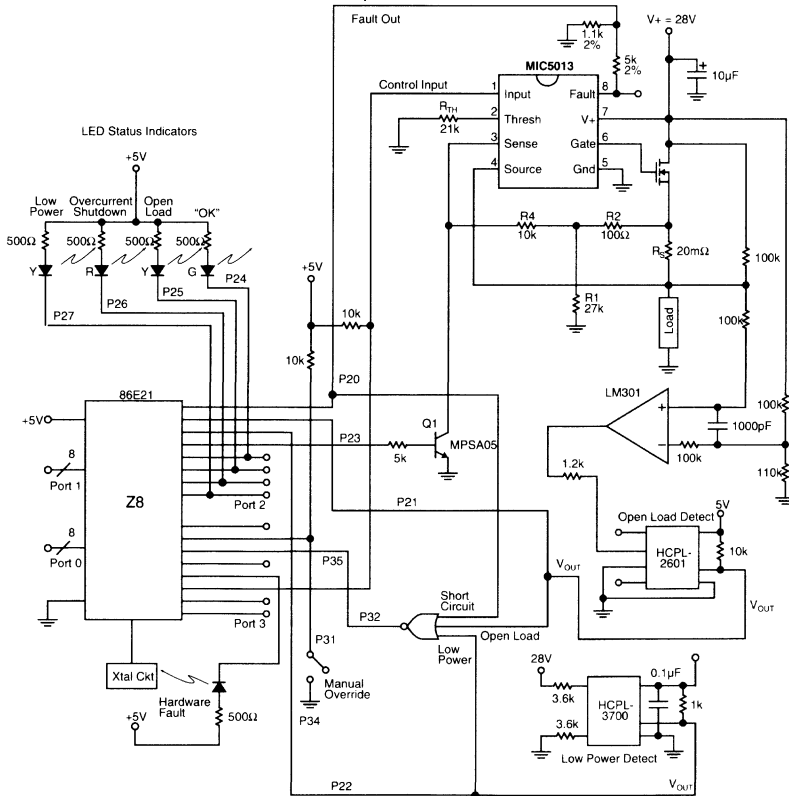 Fault Out
1.1k
2%
V+ = 28V
5k
2%
MIC5013
10µF
+
Control Input
1 Input
Fault 8
RTH
21k
2 Thresh
V+ 7
3 Sense
Gate 6
4 Source
Gnd 5
LED Status Indicators
+5V
Low Power
Overcurrent Shutdown
Open Load
"OK"
500Ω
500Ω
500Ω
500Ω
Y
R
Y
G
P24
P25
P26
P27
R4
10k
R2
100Ω
RS
20mΩ
100k
+5V
R1
27k
Load
10k
10k
100k
P20
LM301
86E21
+5V
Q1
MPSA05
+
−
100k
1000pF
100k
P23
5k
110k
8
Port 1
Z8
Port 2
1.2k
P21
5V
Open Load Detect
8
Port 0
HCPL-
2601
10k
P35
VOUT
VOUT
Short
Circuit
Port 3
P32
Open Load
Low
Power
P31
28V
0.1µF
Xtal Ckt
Manual
Override
3.6k
HCPL-
3700
1k
Hardware
Fault
500Ω
P34
3.6k
+5V
Low Power Detect
P22
VOUT